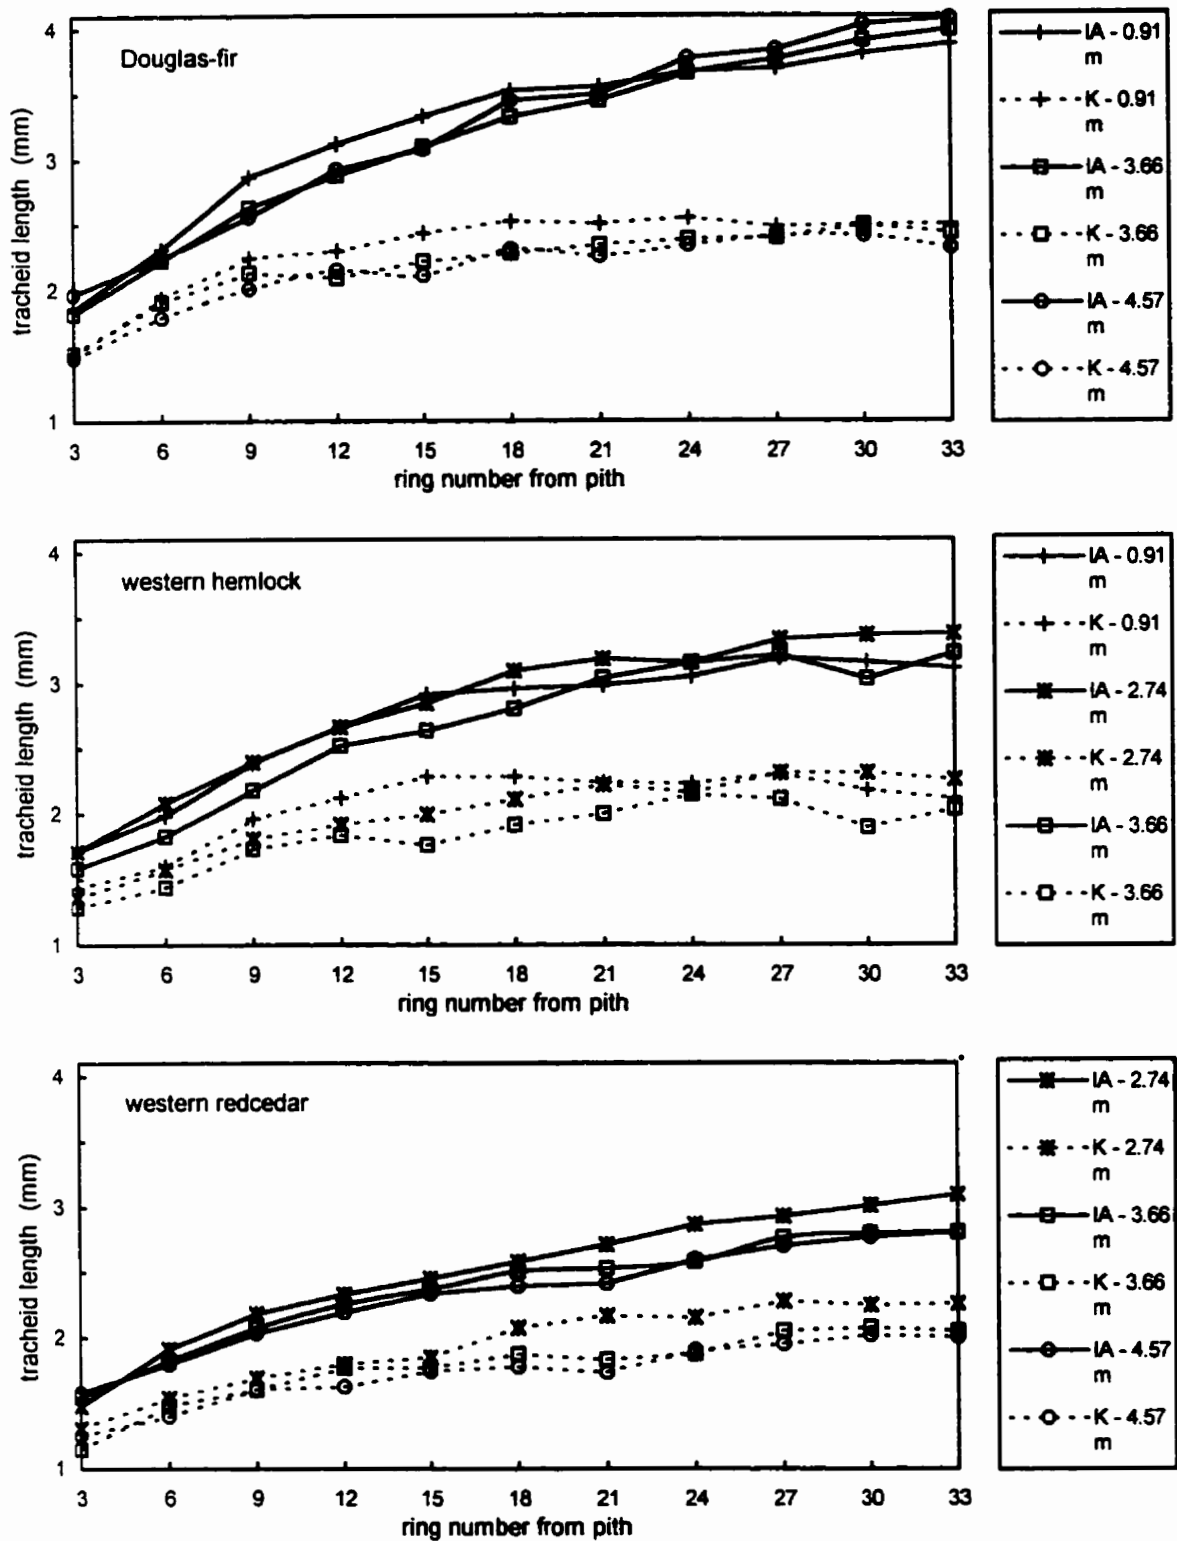 Douglas-fir
tracheid length (mm)
4
3
2
1
3 6 9 12 15 18 21 24 27 30 33
ring number from pith
IA - 0.91
m
K - 0.91
m
IA - 3.66
m
K - 3.66
m
IA - 4.57
m
K - 4.57
m
western hemlock
tracheid length (mm)
4
3
2
1
3 6 9 12 15 18 21 24 27 30 33
ring number from pith
IA - 0.91
m
K - 0.91
m
IA - 2.74
m
K - 2.74
m
IA - 3.66
m
K - 3.66
m
western redcedar
tracheid length (mm)
4
3
2
1
3 6 9 12 15 18 21 24 27 30 33
ring number from pith
IA - 2.74
m
K - 2.74
m
IA - 3.66
m
K - 3.66
m
IA - 4.57
m
K - 4.57
m